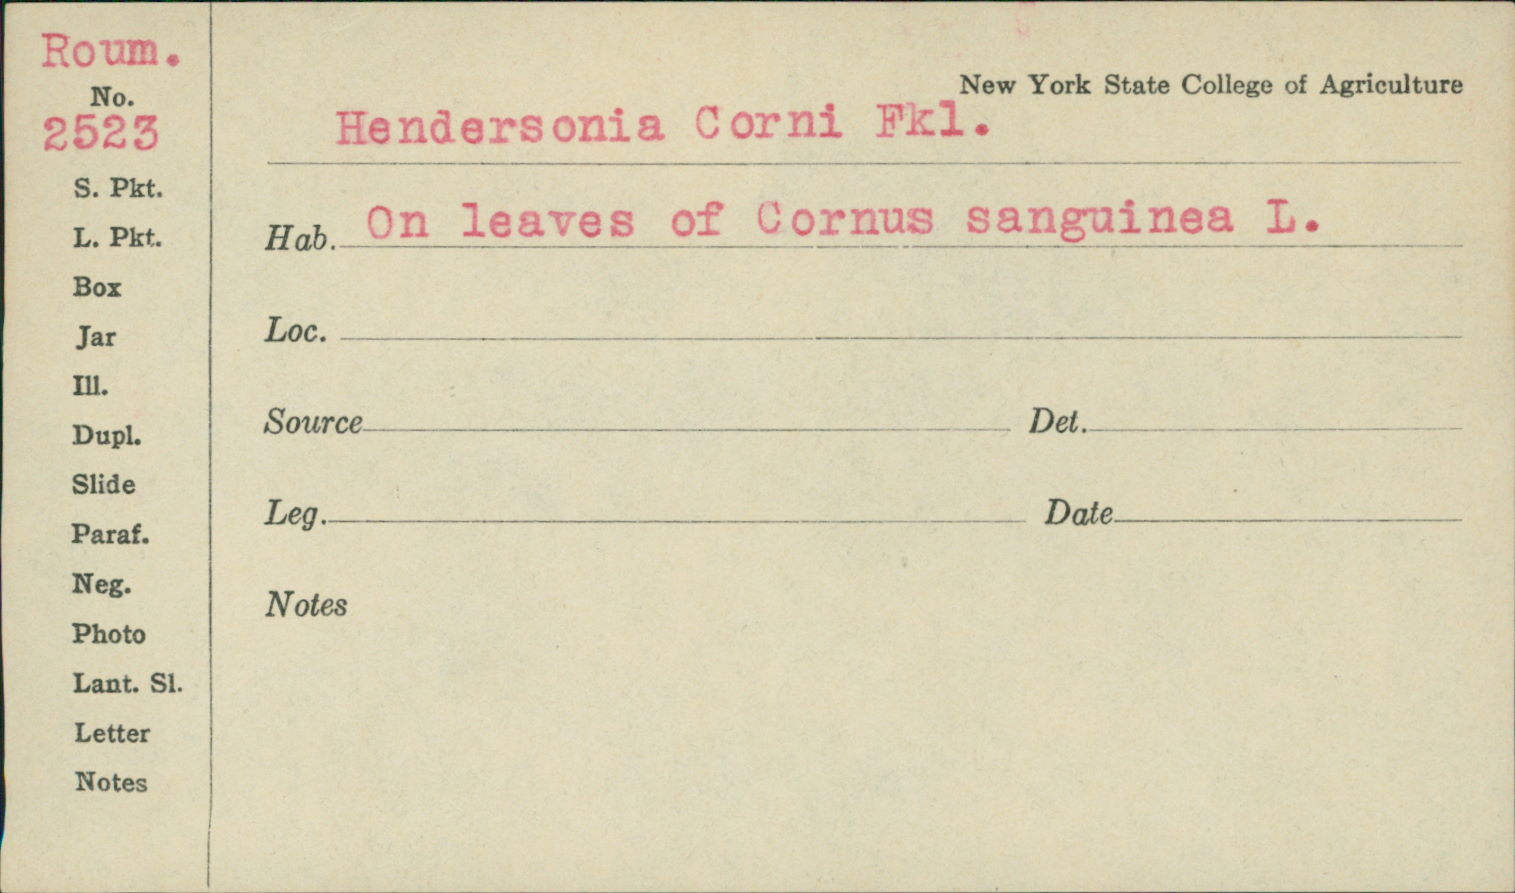 Roum.
No.
2523
S. Pkt.
L. Pkt.
Box
Jar
Ill.
Dupl.
Slide
Paraf.
Neg.
Photo
Lant. Sl.
Letter
Notes
New York State College of Agriculture
Hendersonia Corni Fkl.
Hab. On leaves of Cornus sanguinea L.
Loc.
Source Det.
Leg. Date
Notes